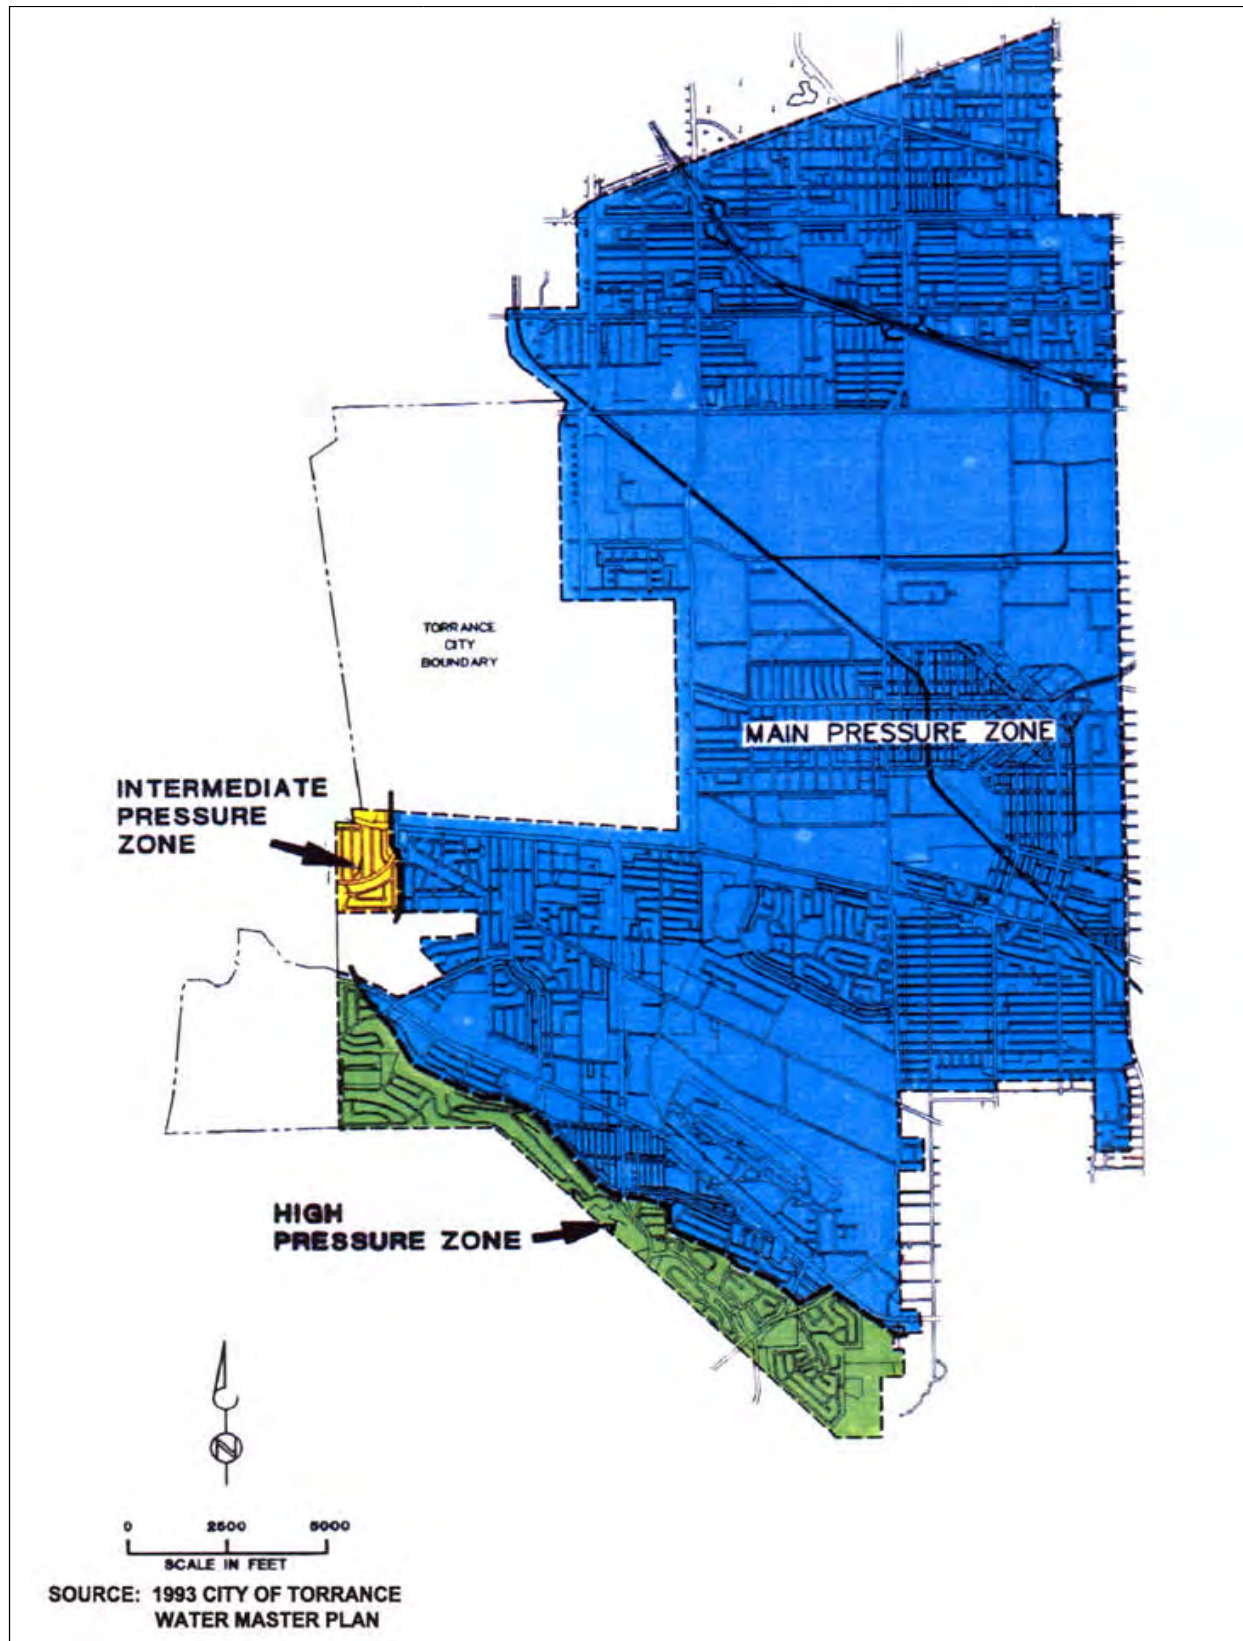 TORRANCE
CITY
BOUNDARY
MAIN PRESSURE ZONE
INTERMEDIATE
PRESSURE
ZONE
HIGH
PRESSURE ZONE
N
0 2500 5000
SCALE IN FEET
SOURCE: 1993 CITY OF TORRANCE
WATER MASTER PLAN